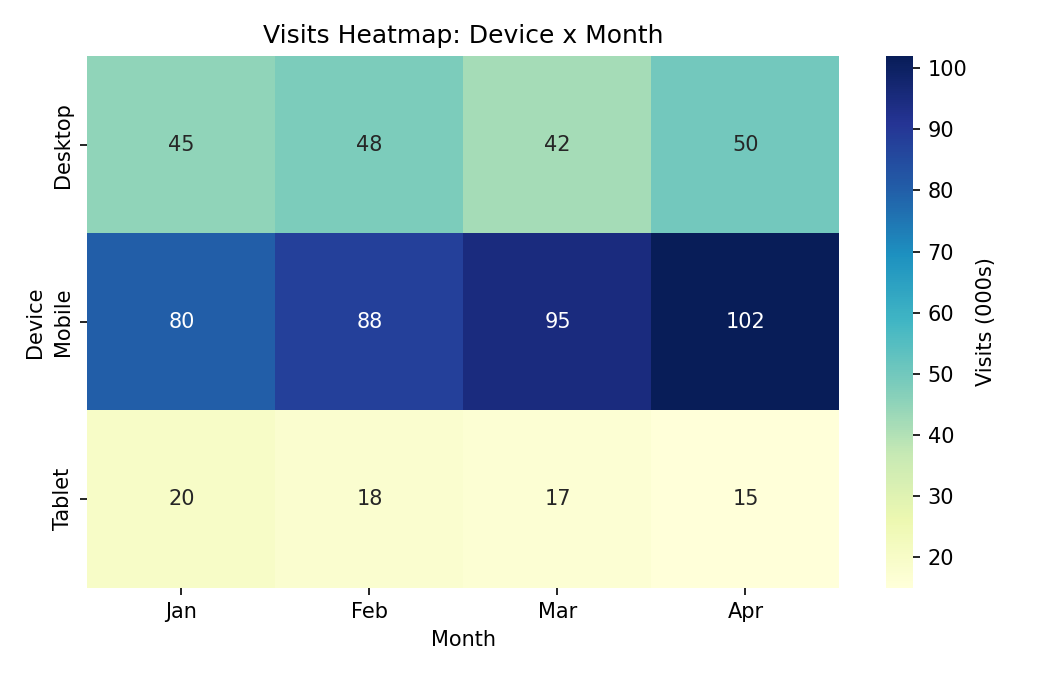 Visits Heatmap: Device x Month
Device
Desktop
45 48 42 50
Mobile
80 88 95 102
Tablet
20 18 17 15
Jan Feb Mar Apr
Month
100
90
80
70
60
50
40
30
20
Visits (000s)